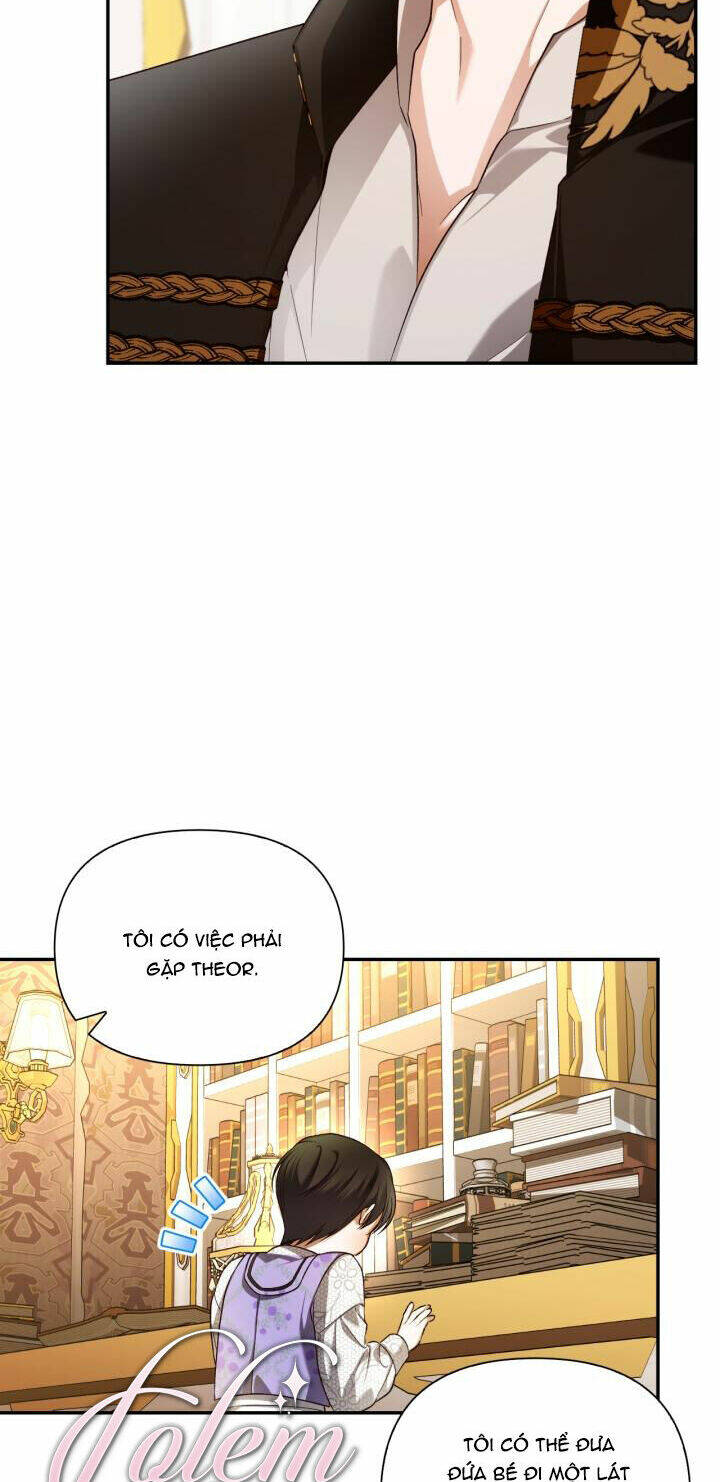 TÔI CÓ VIỆC PHẢI
GẶP THEOR.
TÔI CÓ THỂ ĐƯA
ĐỨA BÉ ĐI MỘT LÁT